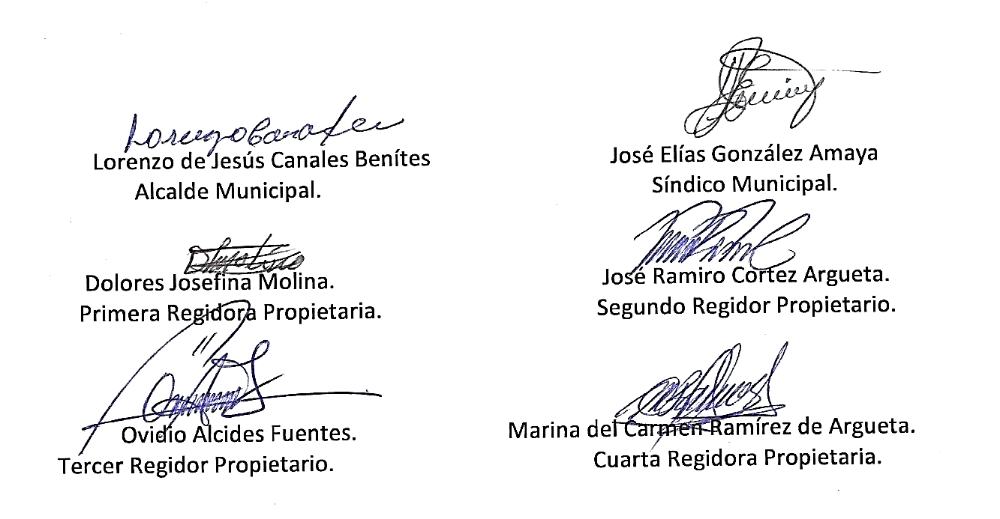 Lorenzo Canales
Lorenzo de Jesús Canales Benítes
Alcalde Municipal.
José Elías González Amaya
Síndico Municipal.
Dolores Josefina Molina.
Primera Regidora Propietaria.
José Ramiro Cortez Argueta.
Segundo Regidor Propietario.
Ovidio Alcides Fuentes.
Tercer Regidor Propietario.
Marina del Carmen Ramírez de Argueta.
Cuarta Regidora Propietaria.